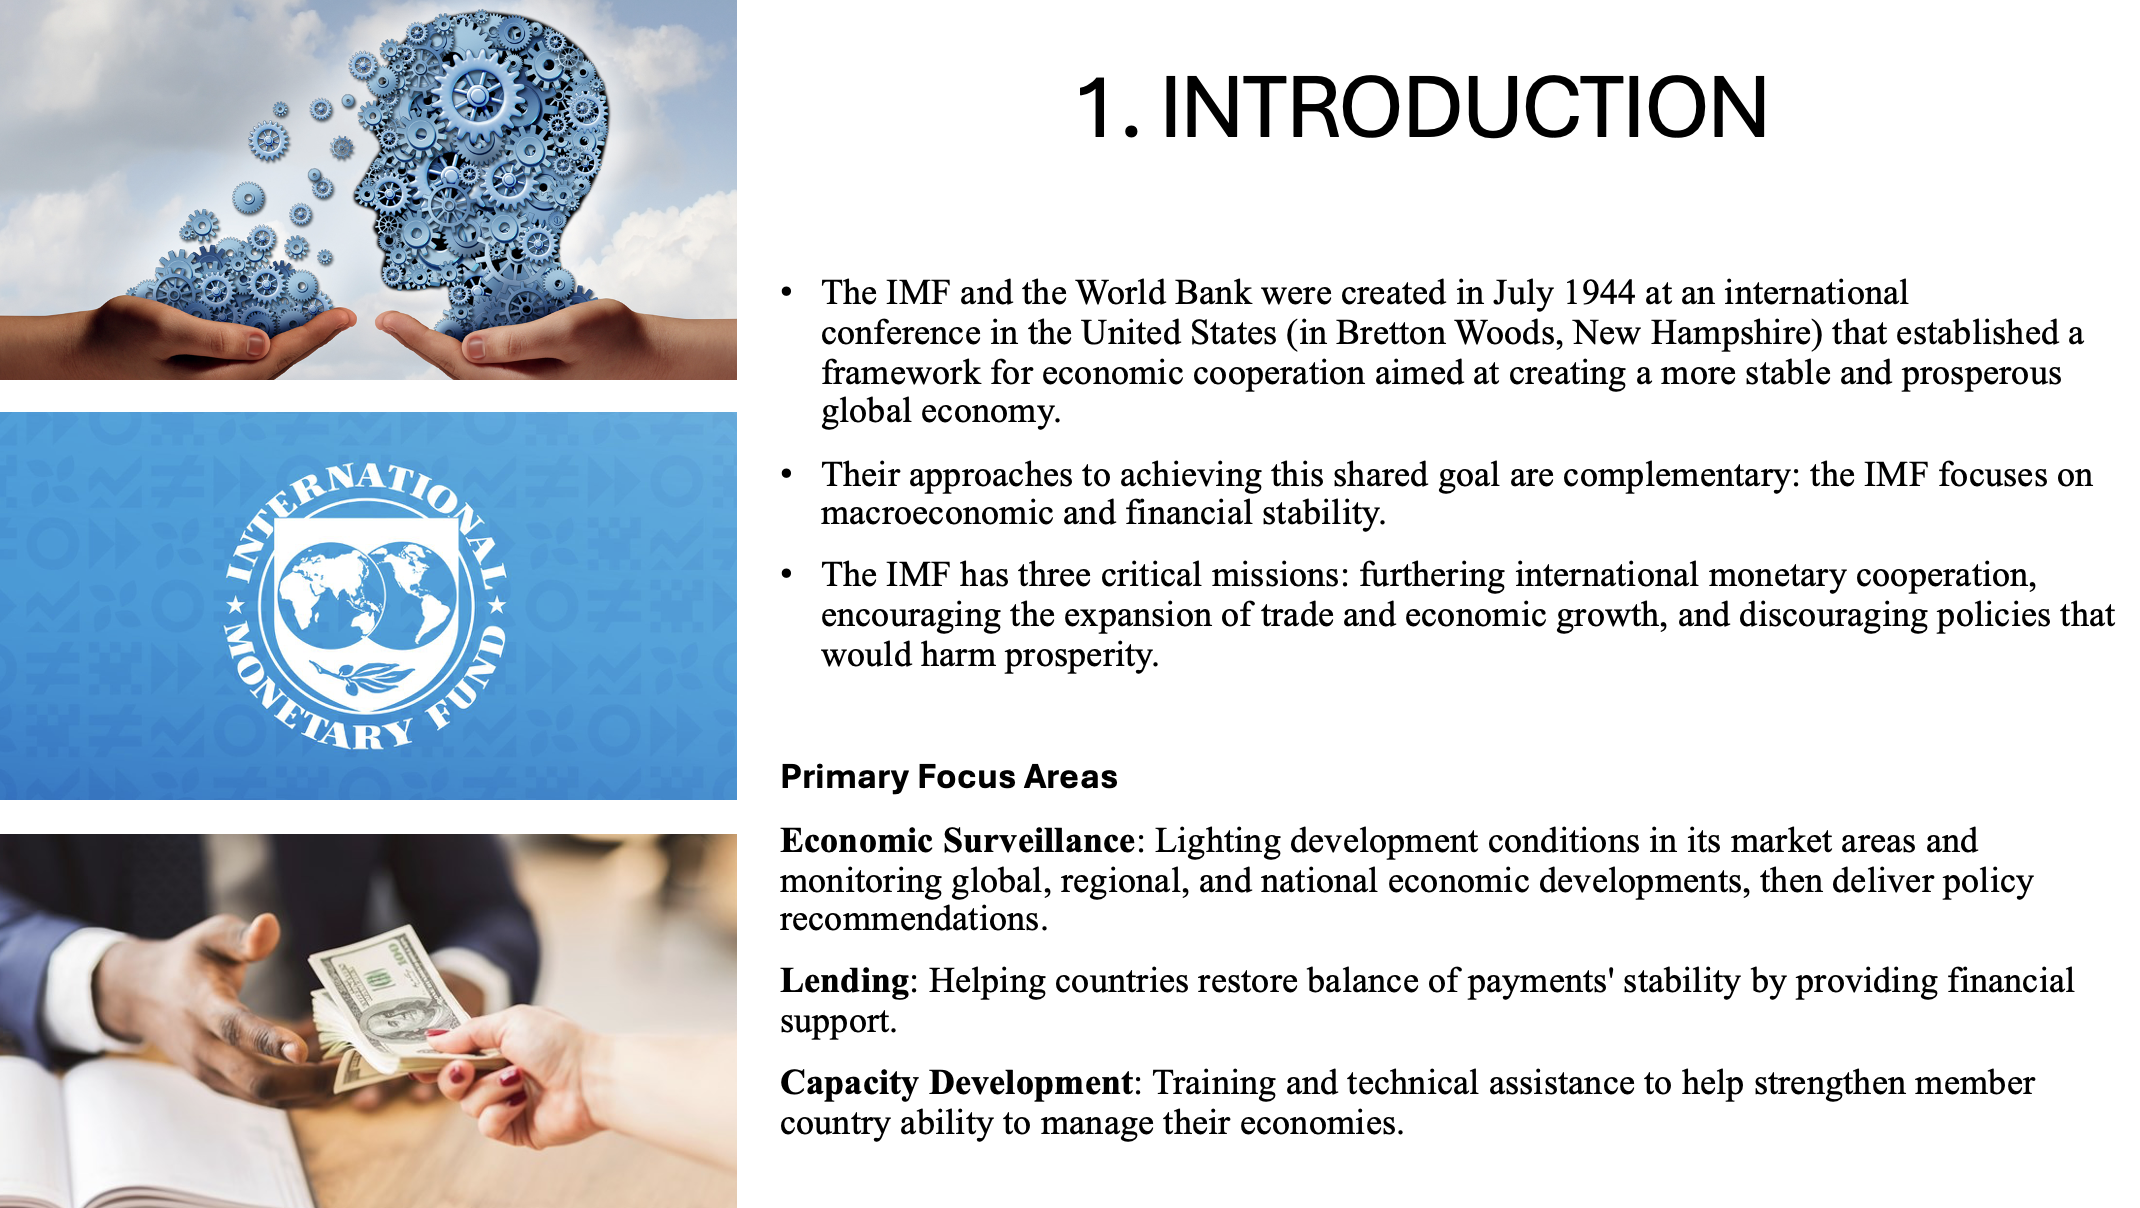 1. INTRODUCTION
• The IMF and the World Bank were created in July 1944 at an international
conference in the United States (in Bretton Woods, New Hampshire) that established a
framework for economic cooperation aimed at creating a more stable and prosperous
global economy.
• Their approaches to achieving this shared goal are complementary: the IMF focuses on
macroeconomic and financial stability.
• The IMF has three critical missions: furthering international monetary cooperation,
encouraging the expansion of trade and economic growth, and discouraging policies that
would harm prosperity.
Primary Focus Areas
Economic Surveillance: Lighting development conditions in its market areas and
monitoring global, regional, and national economic developments, then deliver policy
recommendations.
Lending: Helping countries restore balance of payments' stability by providing financial
support.
Capacity Development: Training and technical assistance to help strengthen member
country ability to manage their economies.
INTERNATIONAL
MONETARY FUND
100